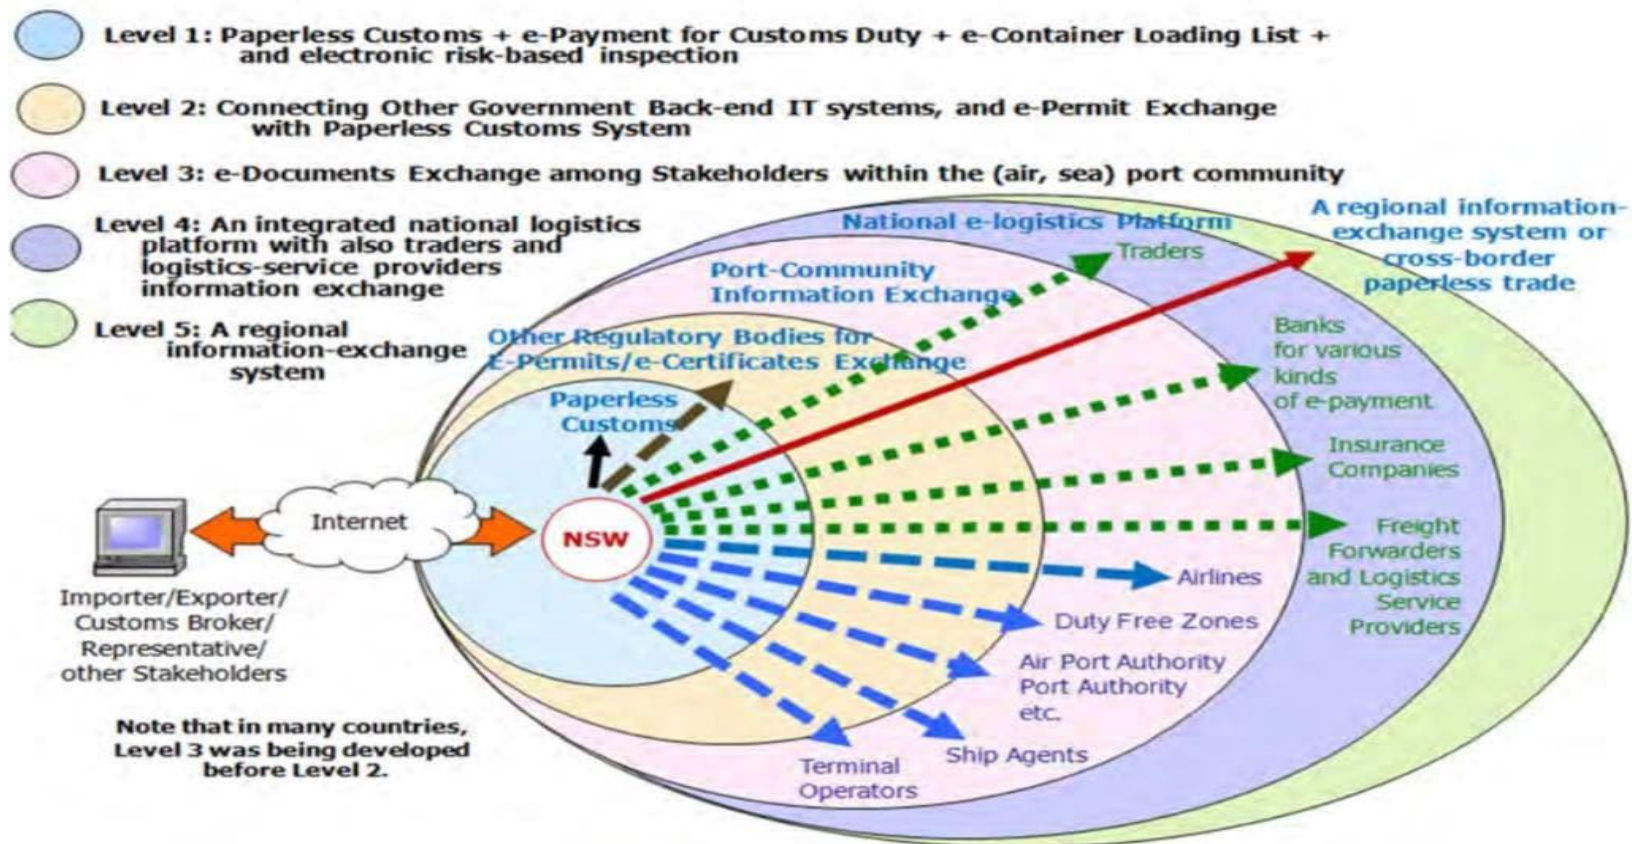 Level 1: Paperless Customs + e-Payment for Customs Duty + e-Container Loading List +
and electronic risk-based inspection
Level 2: Connecting Other Government Back-end IT systems, and e-Permit Exchange
with Paperless Customs System
Level 3: e-Documents Exchange among Stakeholders within the (air, sea) port community
Level 4: An integrated national logistics
platform with also traders and
logistics-service providers
information exchange
Level 5: A regional
information-exchange
system
National e-logistics Platform
A regional information-
exchange system or
cross-border
paperless trade
Traders
Port-Community
Information Exchange
Other Regulatory Bodies for
E-Permits/e-Certificates Exchange
Banks
for various
kinds
of e-payment
Paperless
Customs
Insurance
Companies
Internet
NSW
Freight
Forwarders
and Logistics
Service
Providers
Airlines
Duty Free Zones
Air Port Authority
Port Authority
etc.
Ship Agents
Terminal
Operators
Importer/Exporter/
Customs Broker/
Representative/
other Stakeholders
Note that in many countries,
Level 3 was being developed
before Level 2.